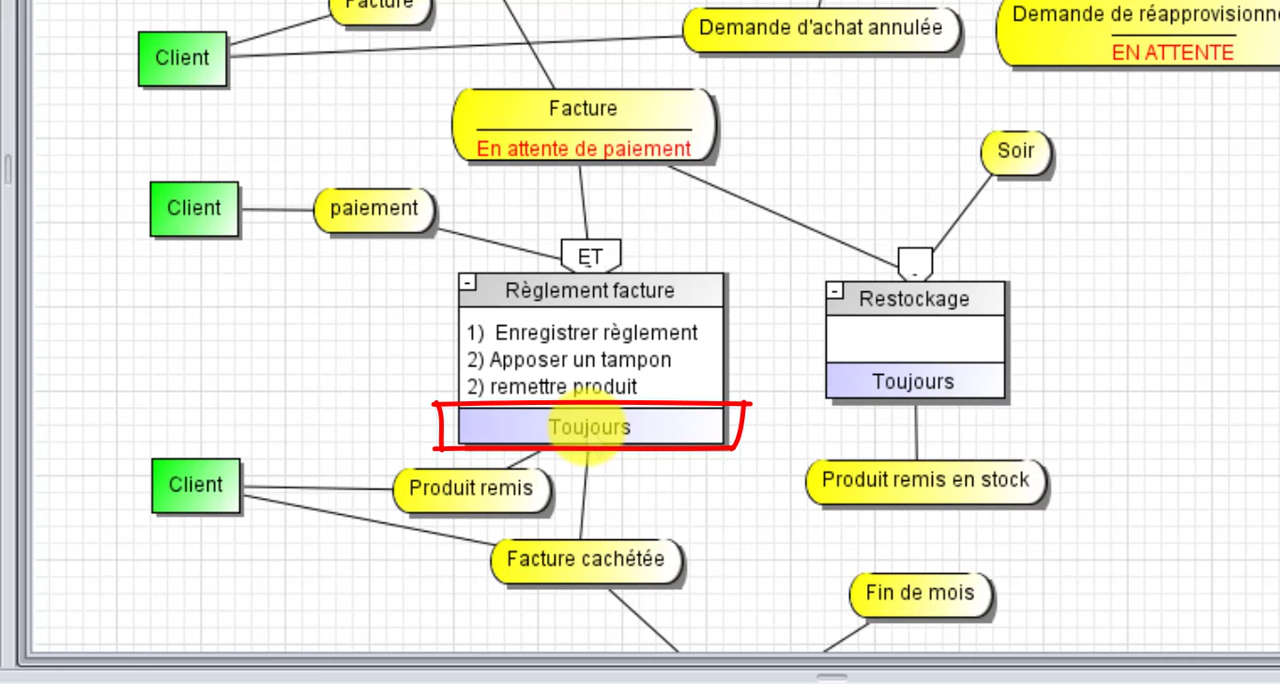 Facture
Client
Demande d'achat annulée
Demande de réapprovisionne
EN ATTENTE
Facture
En attente de paiement
Soir
Client
paiement
ET
-
Règlement facture
1) Enregistrer règlement
2) Apposer un tampon
2) remettre produit
Toujours
-
-
Restockage
Toujours
Client
Produit remis
Produit remis en stock
Facture cachétée
Fin de mois